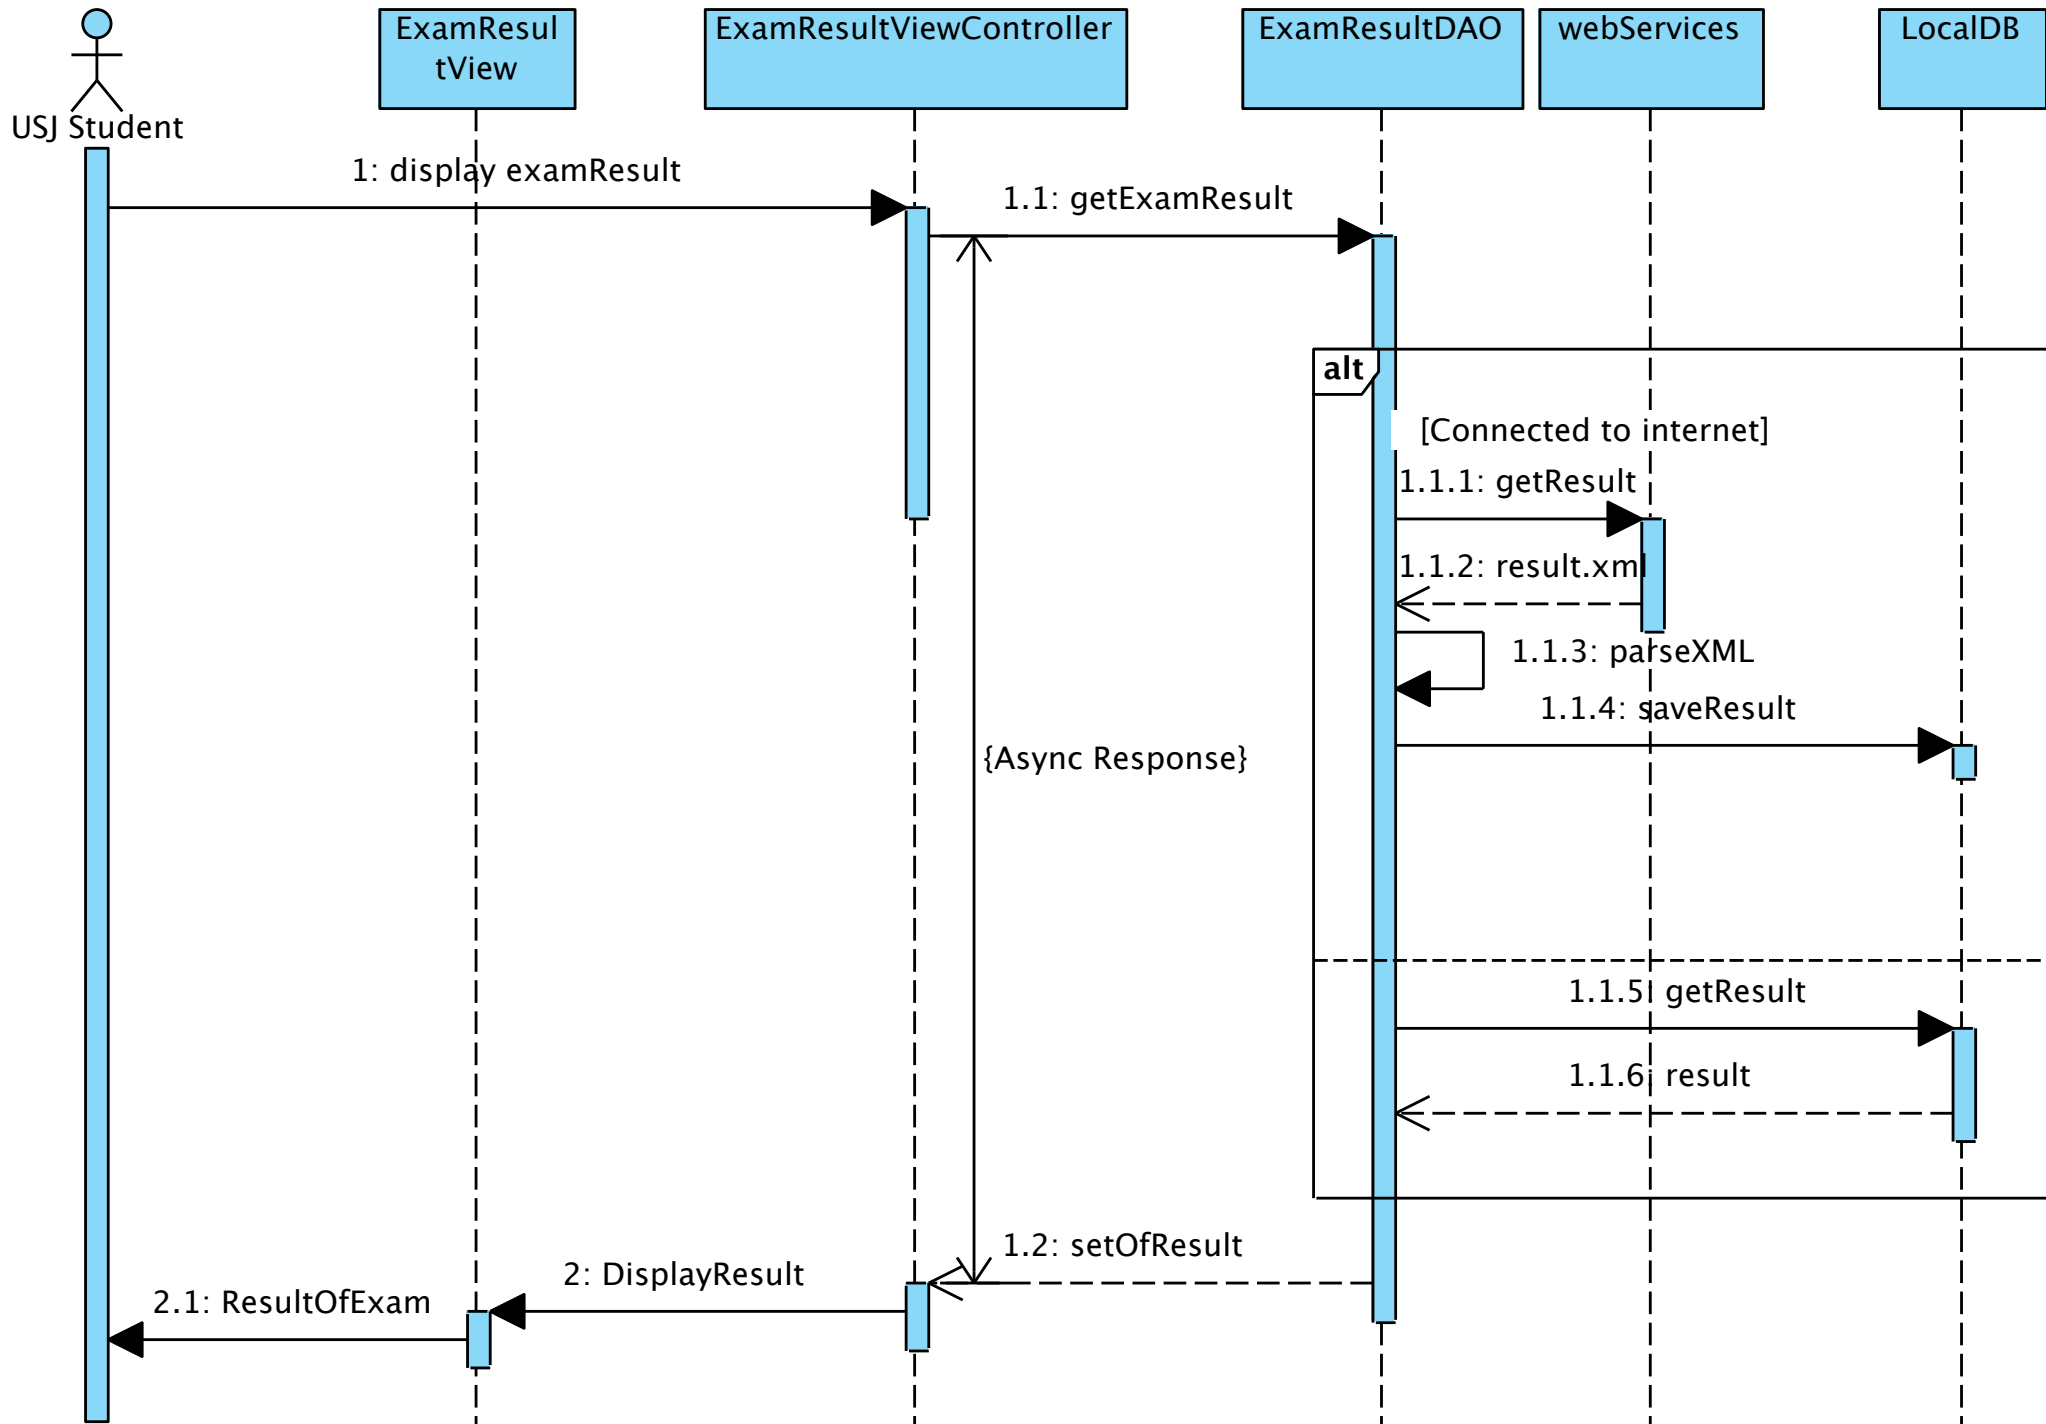 ExamResul
tView
ExamResultViewController
ExamResultDAO
webServices
LocalDB
USJ Student
1: display examResult
1.1: getExamResult
alt
[Connected to internet]
1.1.1: getResult
1.1.2: result.xml
1.1.3: parseXML
1.1.4: saveResult
{Async Response}
1.1.5: getResult
1.1.6: result
1.2: setOfResult
2: DisplayResult
2.1: ResultOfExam